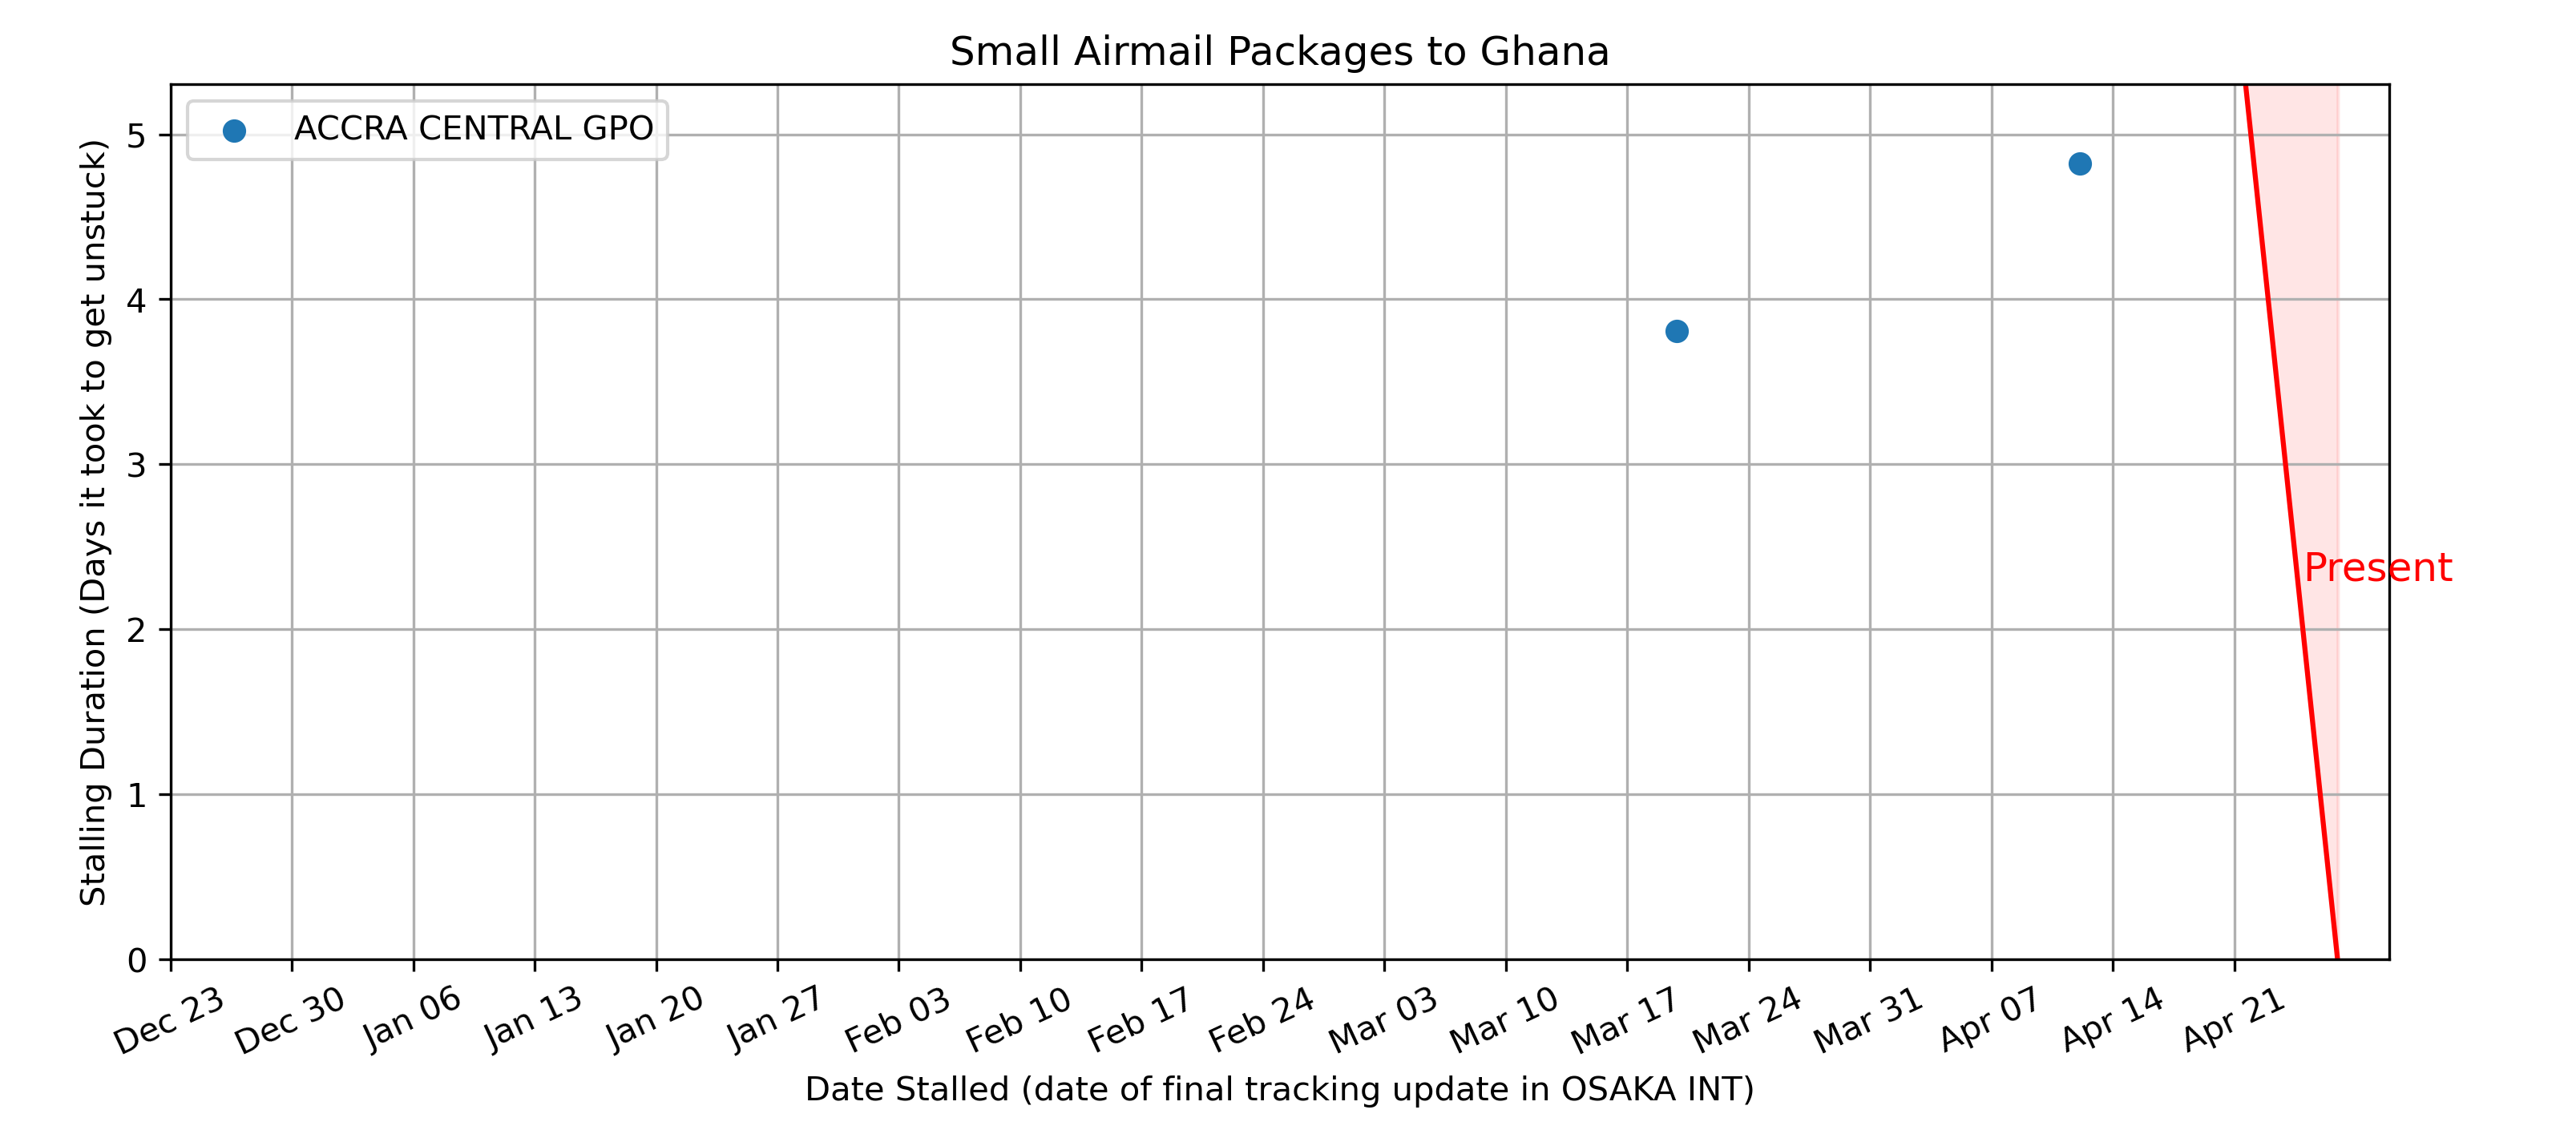 Small Airmail Packages to Ghana
ACCRA CENTRAL GPO
Stalling Duration (Days it took to get unstuck)
5
4
3
2
1
0
Present
Dec 23
Dec 30
Jan 06
Jan 13
Jan 20
Jan 27
Feb 03
Feb 10
Feb 17
Feb 24
Mar 03
Mar 10
Mar 17
Mar 24
Mar 31
Apr 07
Apr 14
Apr 21
Date Stalled (date of final tracking update in OSAKA INT)